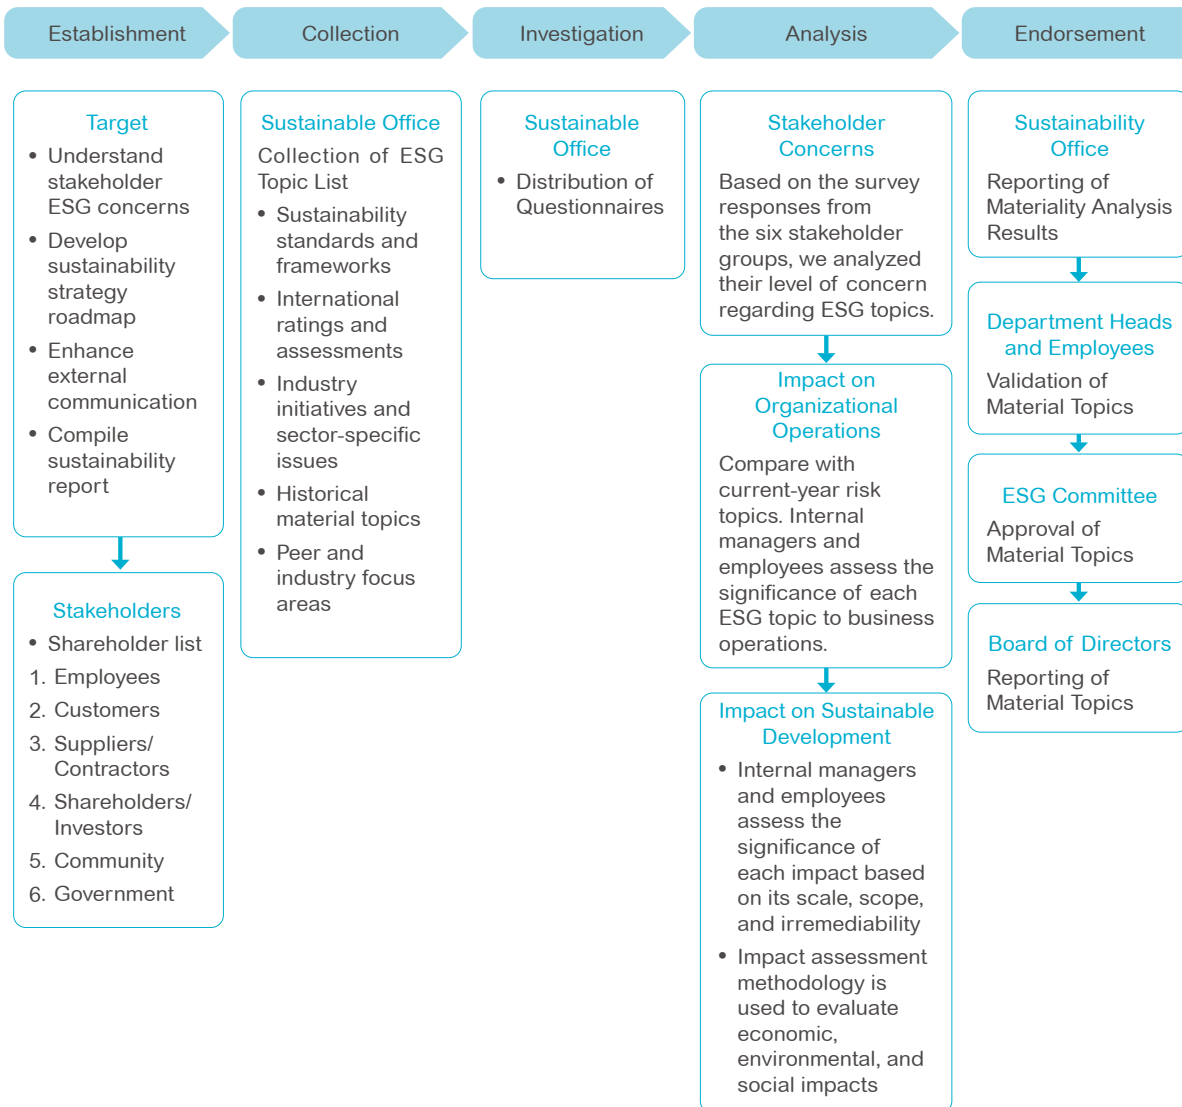 Establishment
Collection
Investigation
Analysis
Endorsement
Target
• Understand
stakeholder
ESG concerns
• Develop
sustainability
strategy
roadmap
• Enhance
external
communication
• Compile
sustainability
report
Stakeholders
• Shareholder list
1. Employees
2. Customers
3. Suppliers/
Contractors
4. Shareholders/
Investors
5. Community
6. Government
Sustainable Office
Collection of ESG
Topic List
• Sustainability
standards and
frameworks
• International
ratings and
assessments
• Industry
initiatives and
sector-specific
issues
• Historical
material topics
• Peer and
industry focus
areas
Sustainable
Office
• Distribution of
Questionnaires
Stakeholder
Concerns
Based on the survey
responses from
the six stakeholder
groups, we analyzed
their level of concern
regarding ESG topics.
Impact on
Organizational
Operations
Compare with
current-year risk
topics. Internal
managers and
employees assess the
significance of each
ESG topic to business
operations.
Impact on Sustainable
Development
• Internal managers
and employees
assess the
significance of
each impact based
on its scale, scope,
and irremediability
• Impact assessment
methodology is
used to evaluate
economic,
environmental, and
social impacts
Sustainability
Office
Reporting of
Materiality Analysis
Results
Department Heads
and Employees
Validation of
Material Topics
ESG Committee
Approval of
Material Topics
Board of Directors
Reporting of
Material Topics